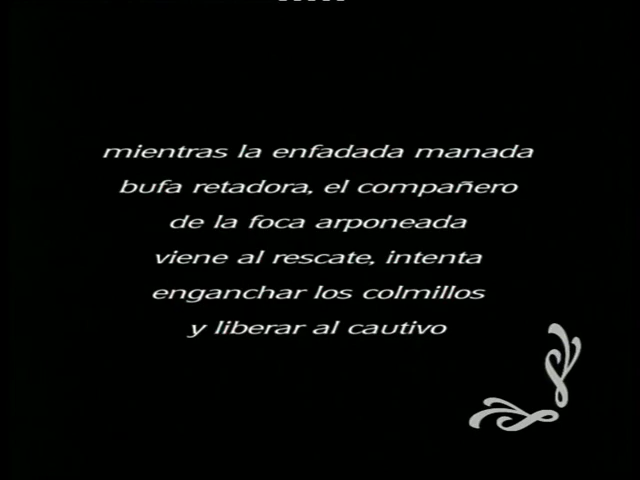 mientras la enfadada manada
bufa retadora, el compañero
de la foca arponeada
viene al rescate, intenta
enganchar los colmillos
y liberar al cautivo